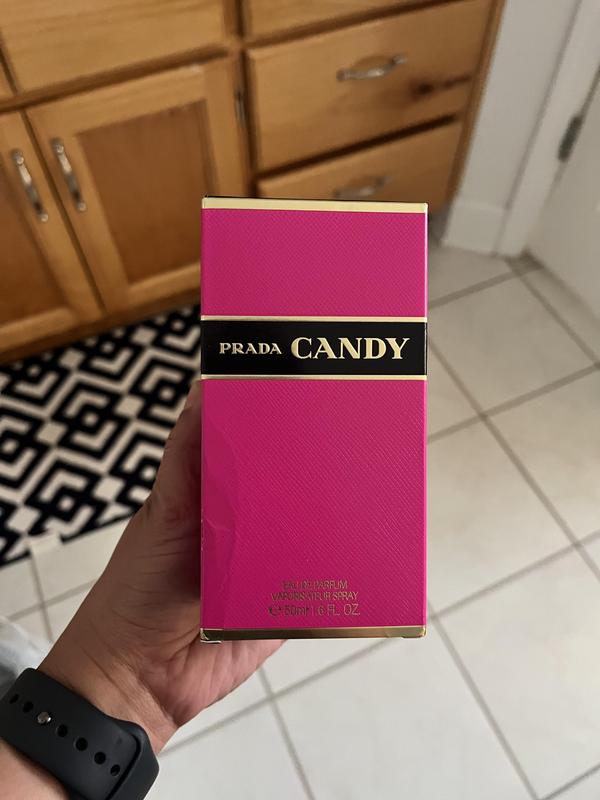 PRADA CANDY
EAU DE PARFUM
VAPORISATEUR SPRAY
℮ 50ml 1.6 FL. OZ.